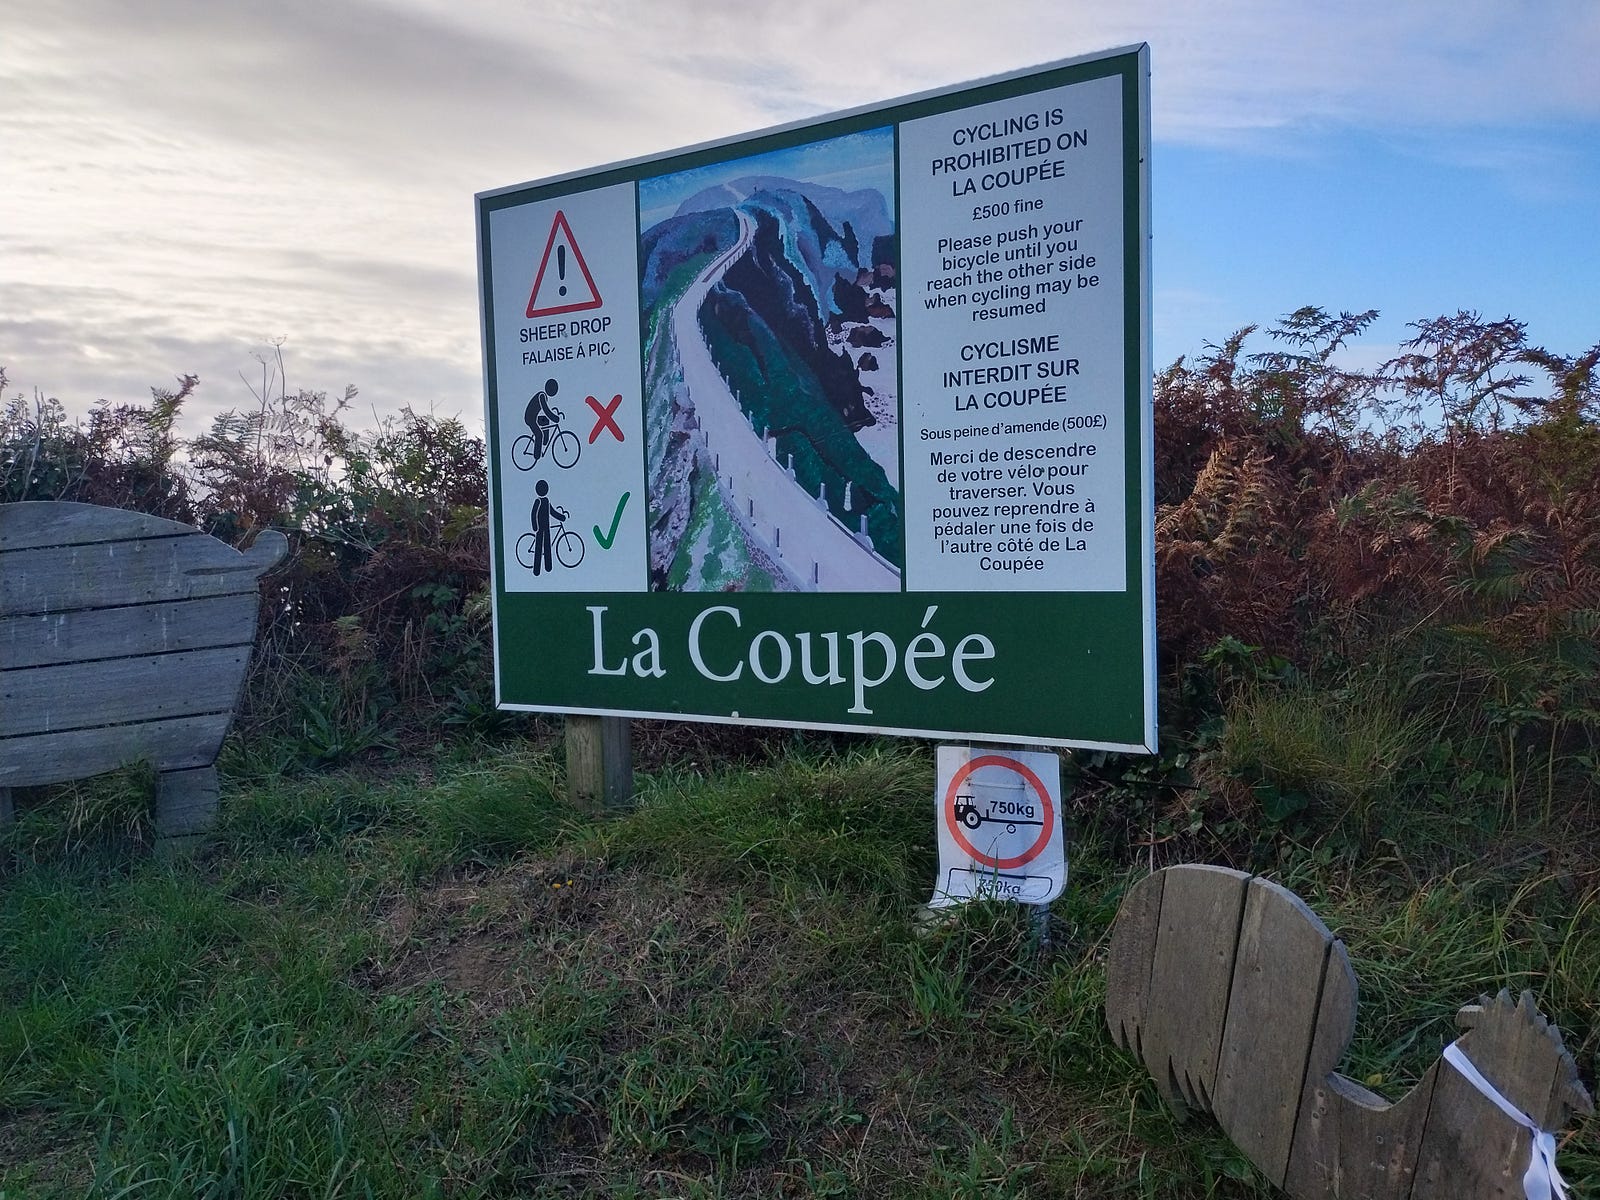 SHEER DROP
FALAISE Á PIC
CYCLING IS
PROHIBITED ON
LA COUPÉE
£500 fine
Please push your
bicycle until you
reach the other side
when cycling may be
resumed
CYCLISME
INTERDIT SUR
LA COUPÉE
Sous peine d'amende (500£)
Merci de descendre
de votre vélo pour
traverser. Vous
pouvez reprendre à
pédaler une fois de
l'autre côté de La
Coupée
La Coupée
750kg
750kg